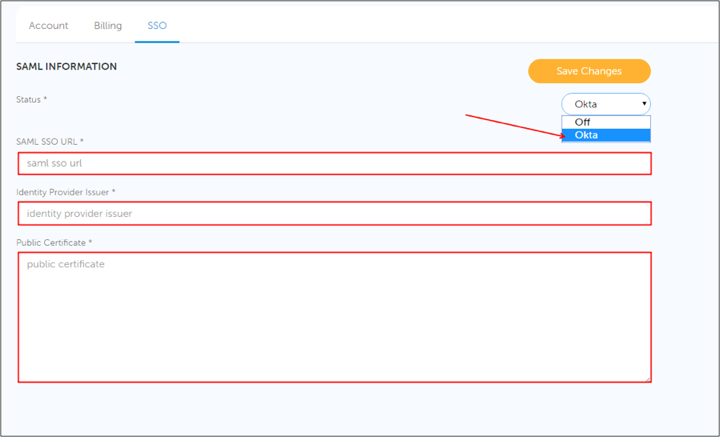 Account Billing SSO
SAML INFORMATION
Save Changes
Status *
Okta
Off
Okta
SAML SSO URL *
saml sso url
Identity Provider Issuer *
identity provider issuer
Public Certificate *
public certificate